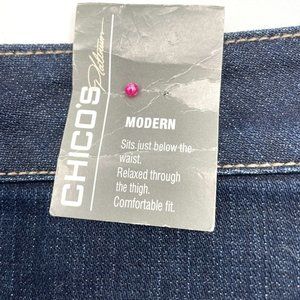 CHICO'S
Platinum
MODERN
Sits just below the
waist.
Relaxed through
the thigh.
Comfortable fit.